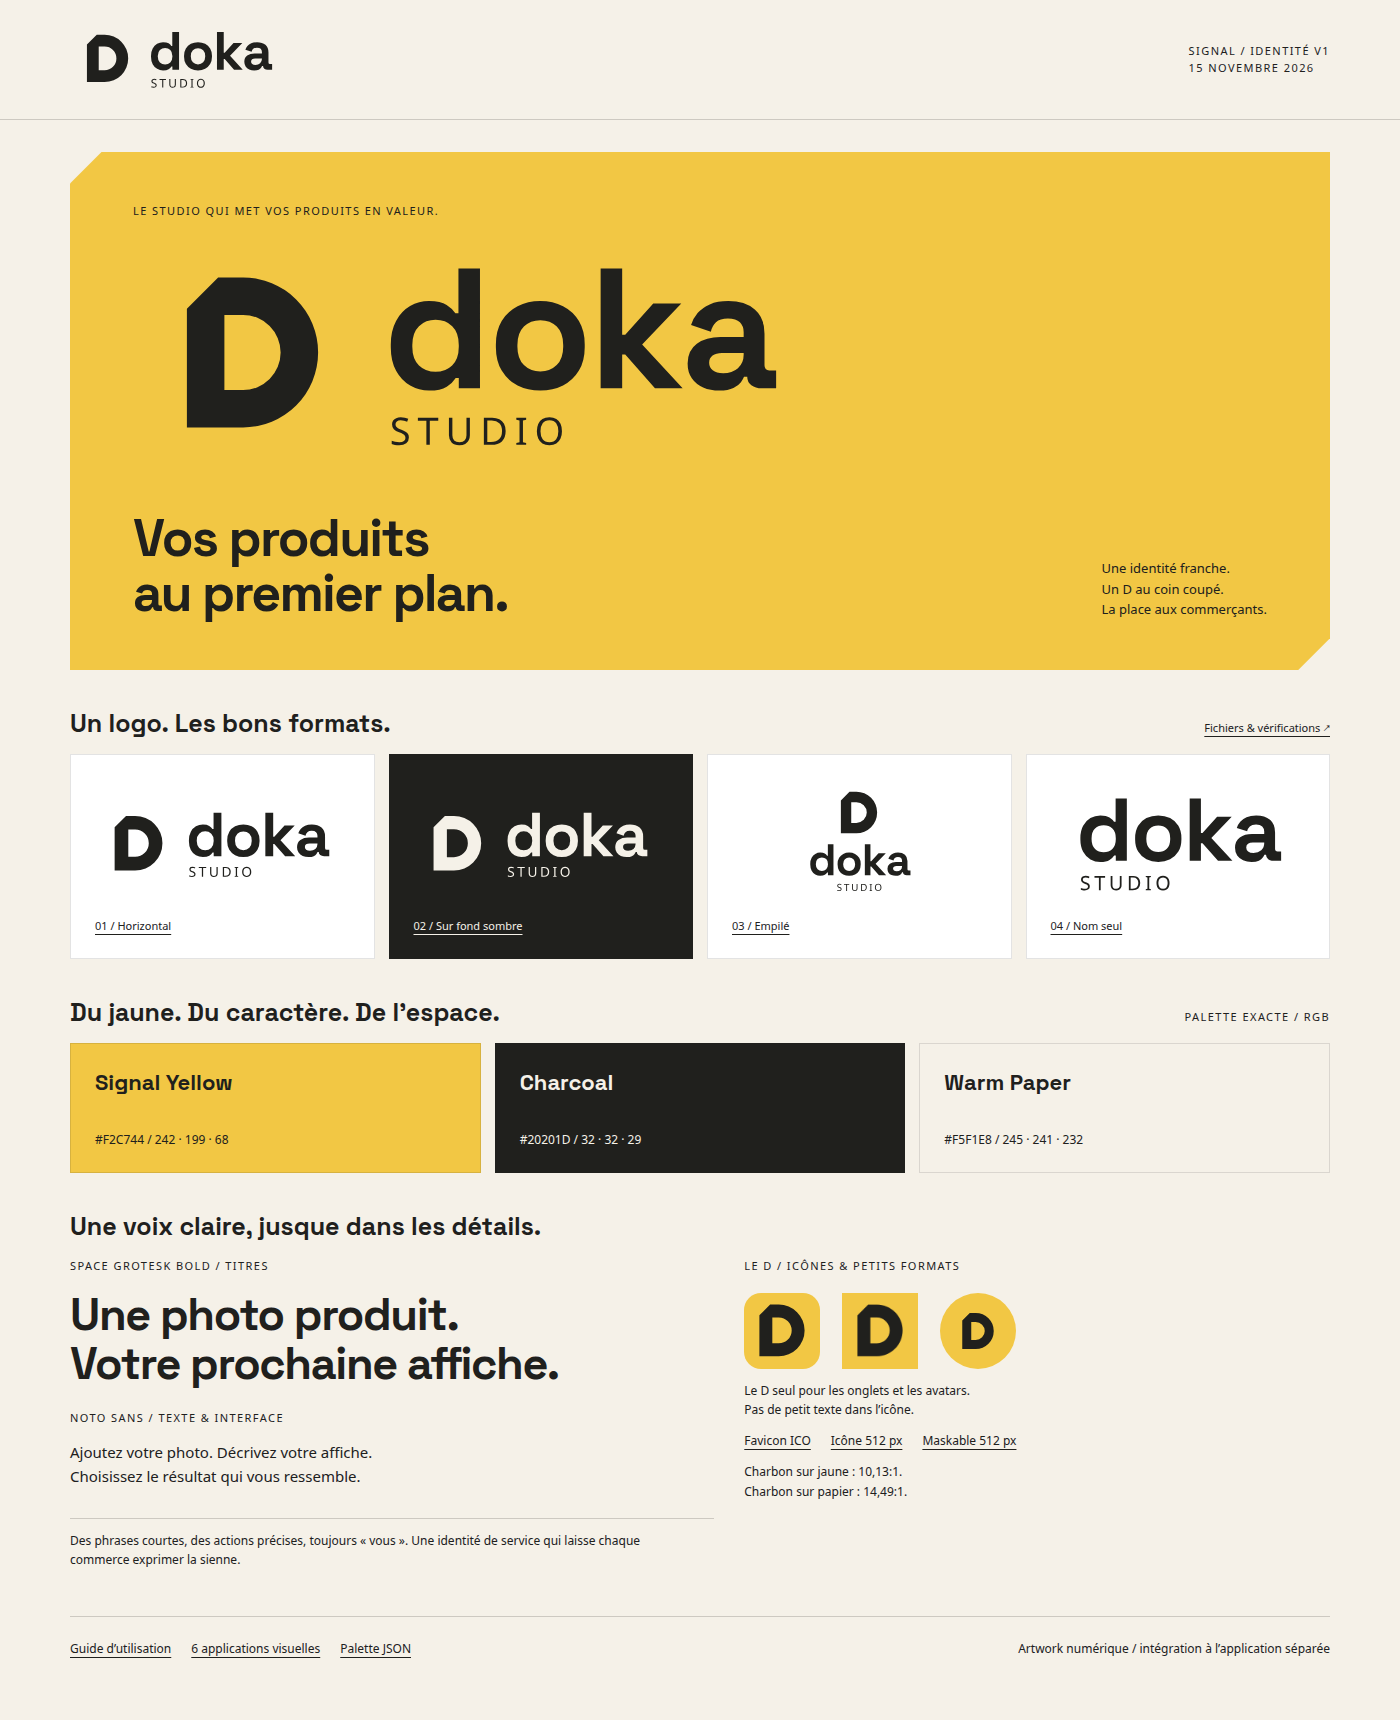 doka
STUDIO
SIGNAL / IDENTITÉ V1
15 NOVEMBRE 2026
LE STUDIO QUI MET VOS PRODUITS EN VALEUR.
D doka
STUDIO
Vos produits
au premier plan.
Une identité franche.
Un D au coin coupé.
La place aux commerçants.
Un logo. Les bons formats.
Fichiers & vérifications ↗
D doka
STUDIO
01 / Horizontal
D doka
STUDIO
02 / Sur fond sombre
D
doka
STUDIO
03 / Empilé
doka
STUDIO
04 / Nom seul
Du jaune. Du caractère. De l’espace.
PALETTE EXACTE / RGB
Signal Yellow
#F2C744 / 242 · 199 · 68
Charcoal
#20201D / 32 · 32 · 29
Warm Paper
#F5F1E8 / 245 · 241 · 232
Une voix claire, jusque dans les détails.
SPACE GROTESK BOLD / TITRES
Une photo produit.
Votre prochaine affiche.
NOTO SANS / TEXTE & INTERFACE
Ajoutez votre photo. Décrivez votre affiche.
Choisissez le résultat qui vous ressemble.
Des phrases courtes, des actions précises, toujours « vous ». Une identité de service qui laisse chaque
commerce exprimer la sienne.
LE D / ICÔNES & PETITS FORMATS
D D D
Le D seul pour les onglets et les avatars.
Pas de petit texte dans l’icône.
Favicon ICO Icône 512 px Maskable 512 px
Charbon sur jaune : 10,13:1.
Charbon sur papier : 14,49:1.
Guide d’utilisation 6 applications visuelles Palette JSON
Artwork numérique / intégration à l’application séparée